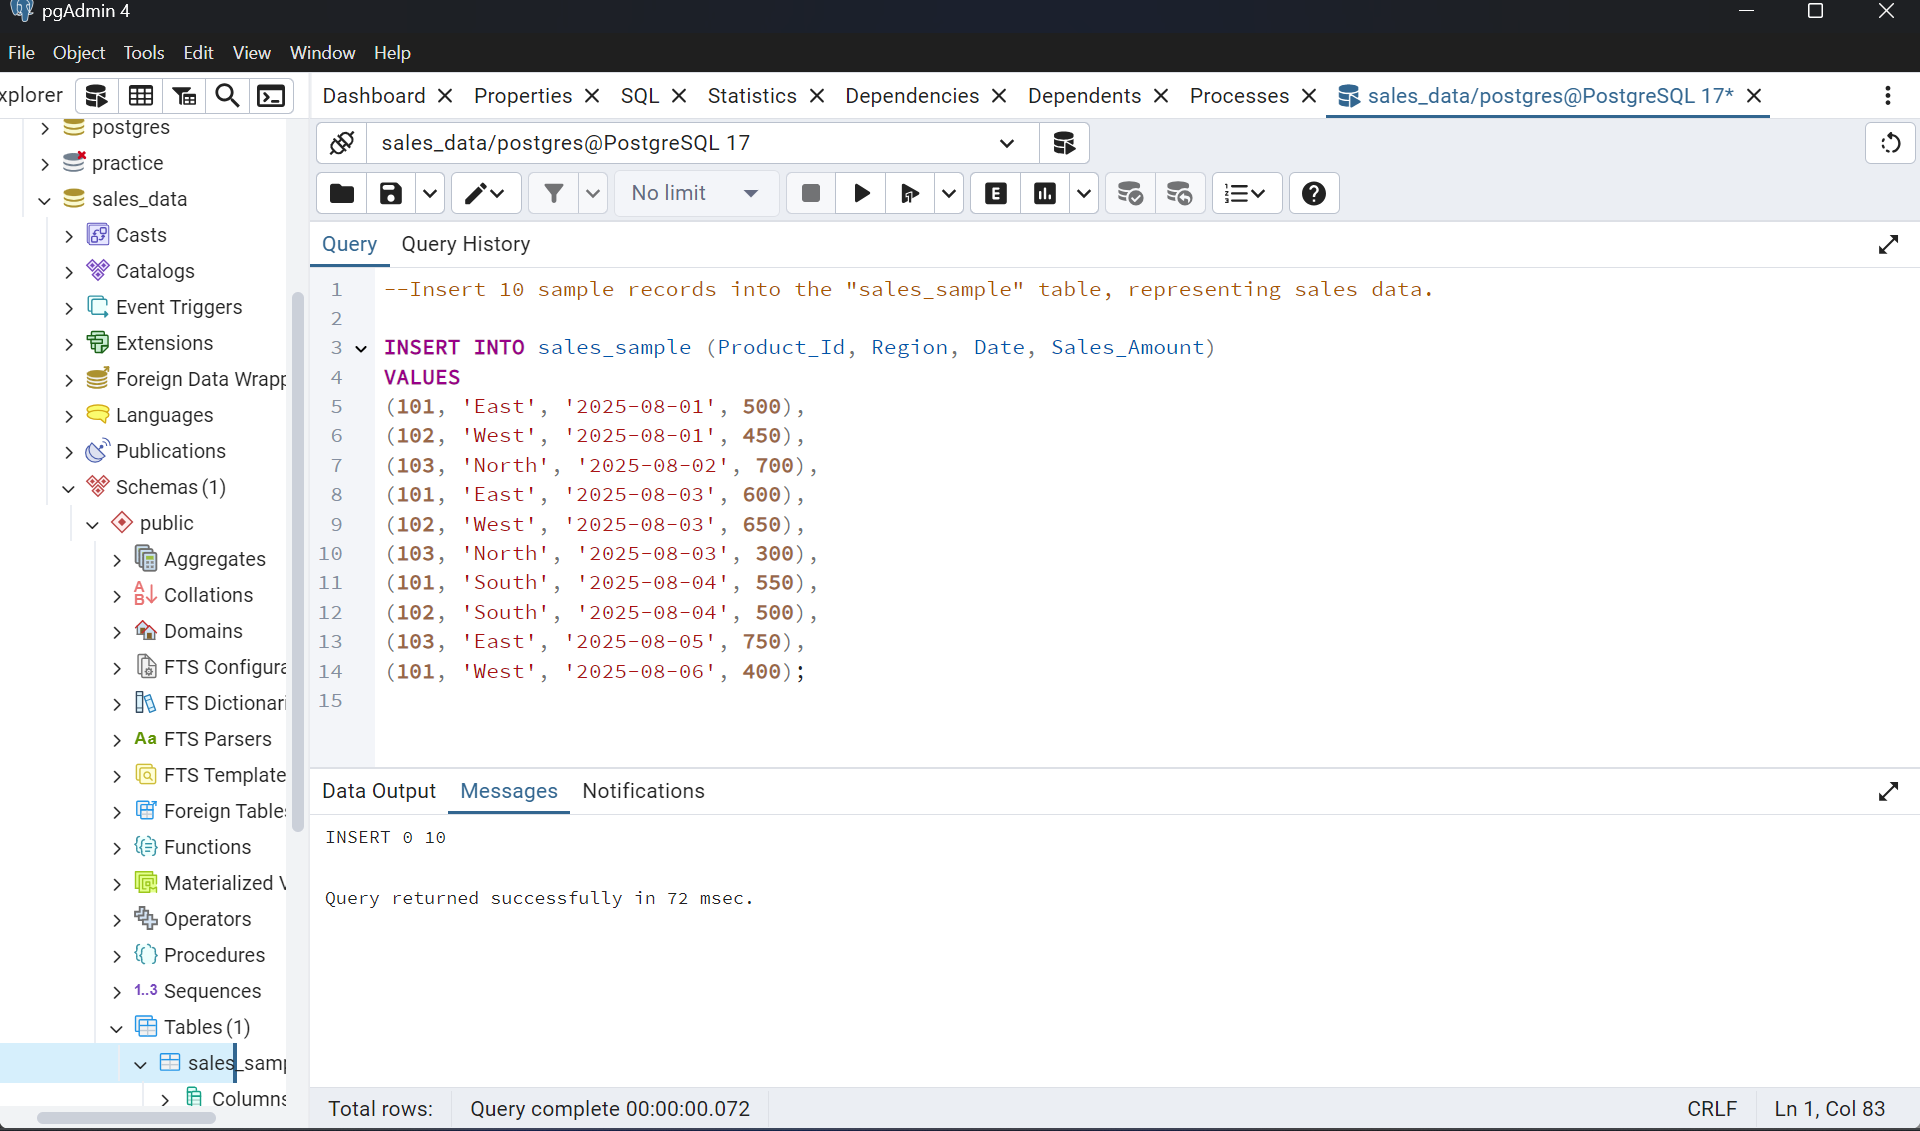 pgAdmin 4
File Object Tools Edit View Window Help
xplorer
Dashboard Properties SQL Statistics Dependencies Dependents Processes sales_data/postgres@PostgreSQL 17*
postgres
practice
sales_data
Casts
Catalogs
Event Triggers
Extensions
Foreign Data Wrapp
Languages
Publications
Schemas (1)
public
Aggregates
Collations
Domains
FTS Configura
FTS Dictionari
Aa FTS Parsers
FTS Template
Foreign Table
Functions
Materialized V
Operators
Procedures
1..3 Sequences
Tables (1)
sales_samp
Columns
sales_data/postgres@PostgreSQL 17
No limit
E
Query Query History
1 --Insert 10 sample records into the "sales_sample" table, representing sales data.
2
3 INSERT INTO sales_sample (Product_Id, Region, Date, Sales_Amount)
4 VALUES
5 (101, 'East', '2025-08-01', 500),
6 (102, 'West', '2025-08-01', 450),
7 (103, 'North', '2025-08-02', 700),
8 (101, 'East', '2025-08-03', 600),
9 (102, 'West', '2025-08-03', 650),
10 (103, 'North', '2025-08-03', 300),
11 (101, 'South', '2025-08-04', 550),
12 (102, 'South', '2025-08-04', 500),
13 (103, 'East', '2025-08-05', 750),
14 (101, 'West', '2025-08-06', 400);
15
Data Output Messages Notifications
INSERT 0 10
Query returned successfully in 72 msec.
Total rows: Query complete 00:00:00.072 CRLF Ln 1, Col 83